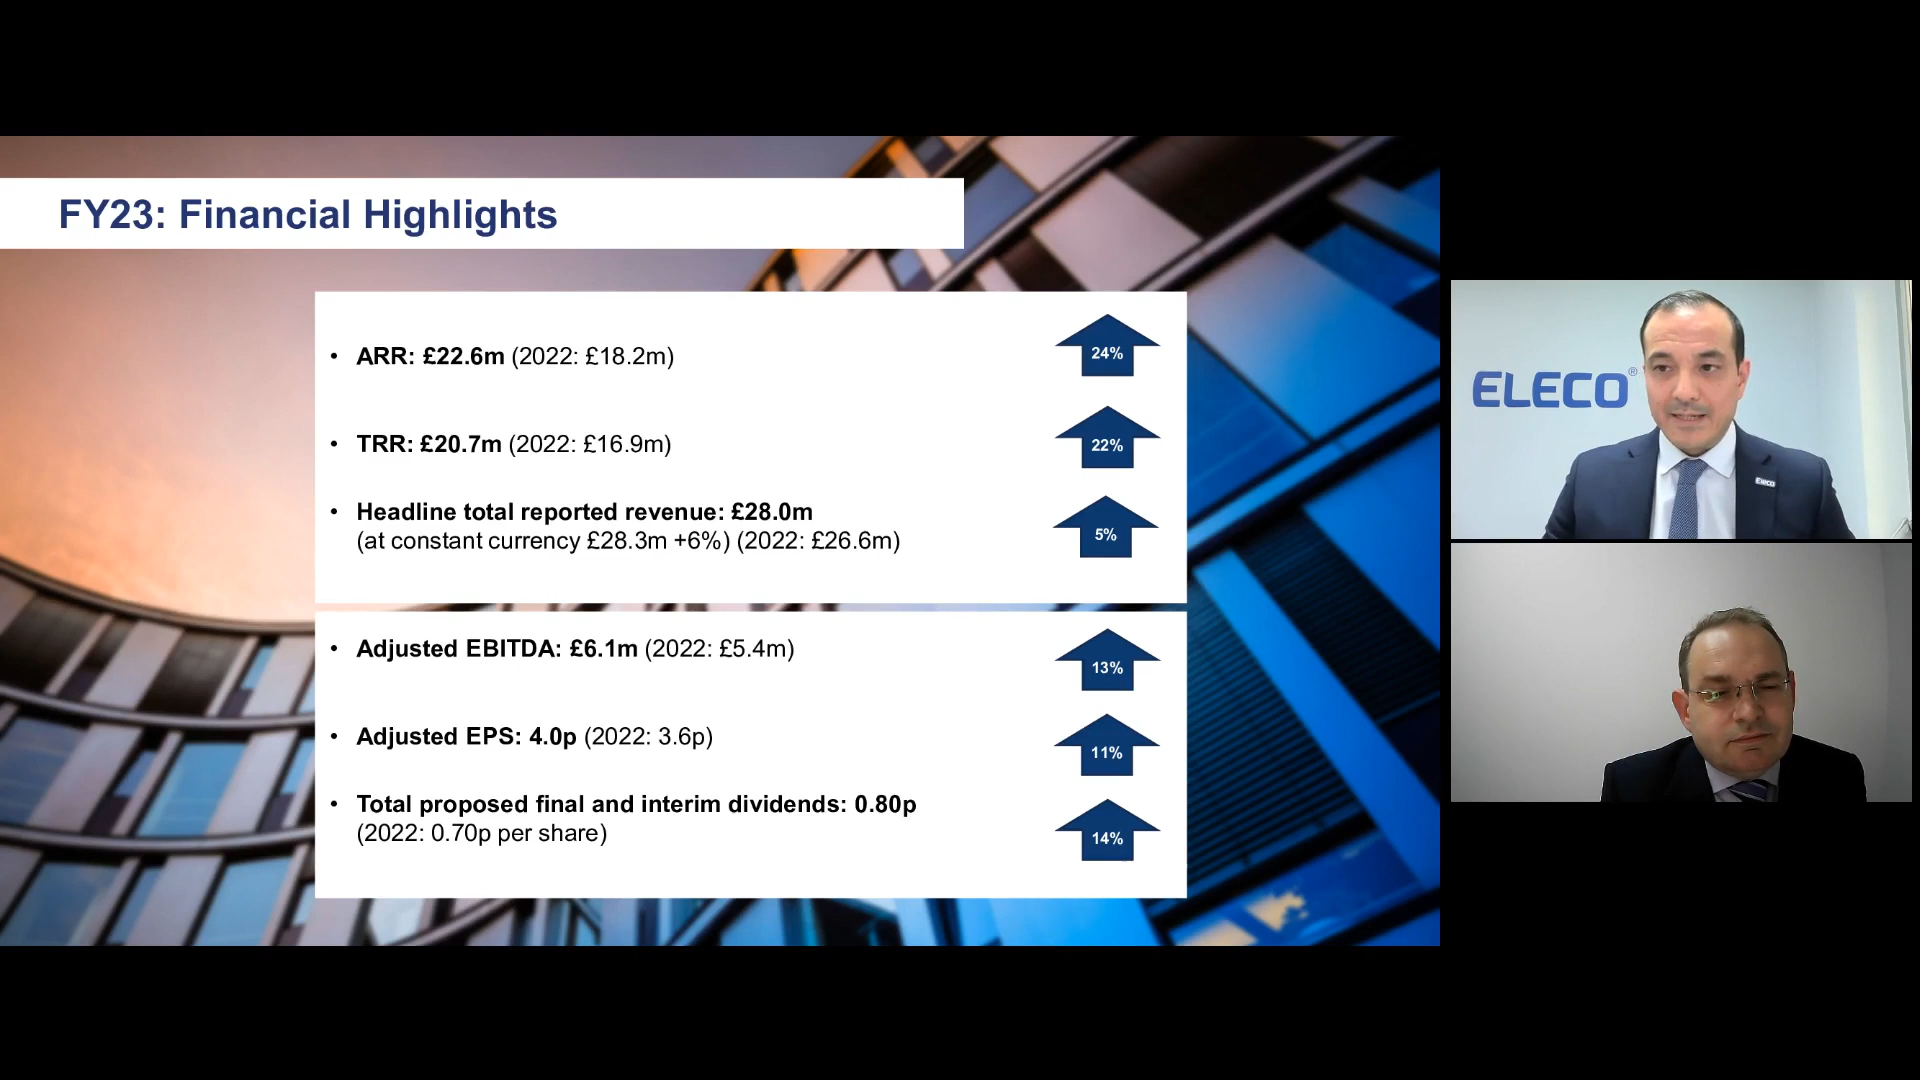 FY23: Financial Highlights
• ARR: £22.6m (2022: £18.2m)
24%
• TRR: £20.7m (2022: £16.9m)
22%
• Headline total reported revenue: £28.0m
(at constant currency £28.3m +6%) (2022: £26.6m)
5%
• Adjusted EBITDA: £6.1m (2022: £5.4m)
13%
• Adjusted EPS: 4.0p (2022: 3.6p)
11%
• Total proposed final and interim dividends: 0.80p
(2022: 0.70p per share)
14%
ELECO®
Eleco